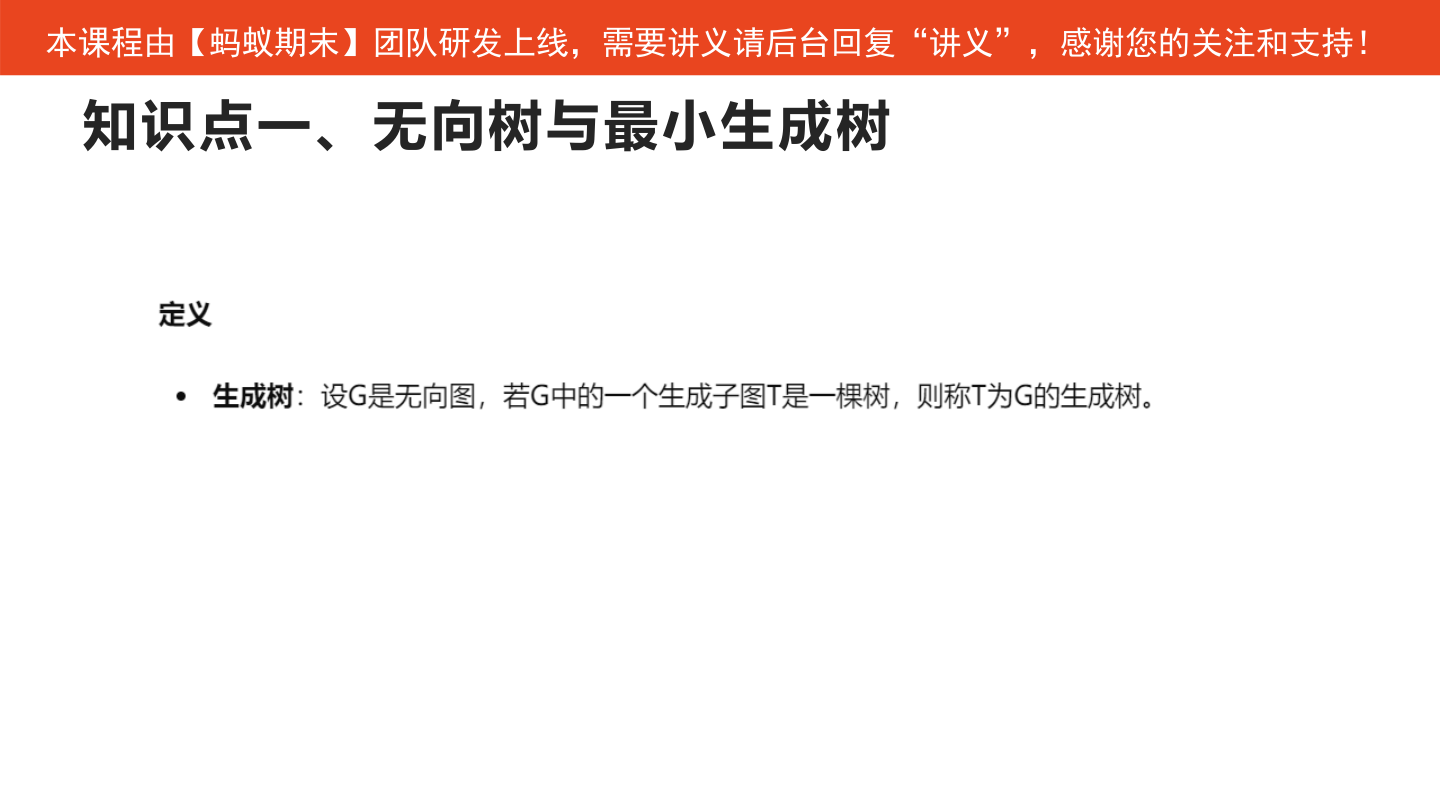 本课程由【蚂蚁期末】团队研发上线，需要讲义请后台回复“讲义”，感谢您的关注和支持！
知识点一、无向树与最小生成树
定义
• 生成树：设G是无向图，若G中的一个生成子图T是一棵树，则称T为G的生成树。